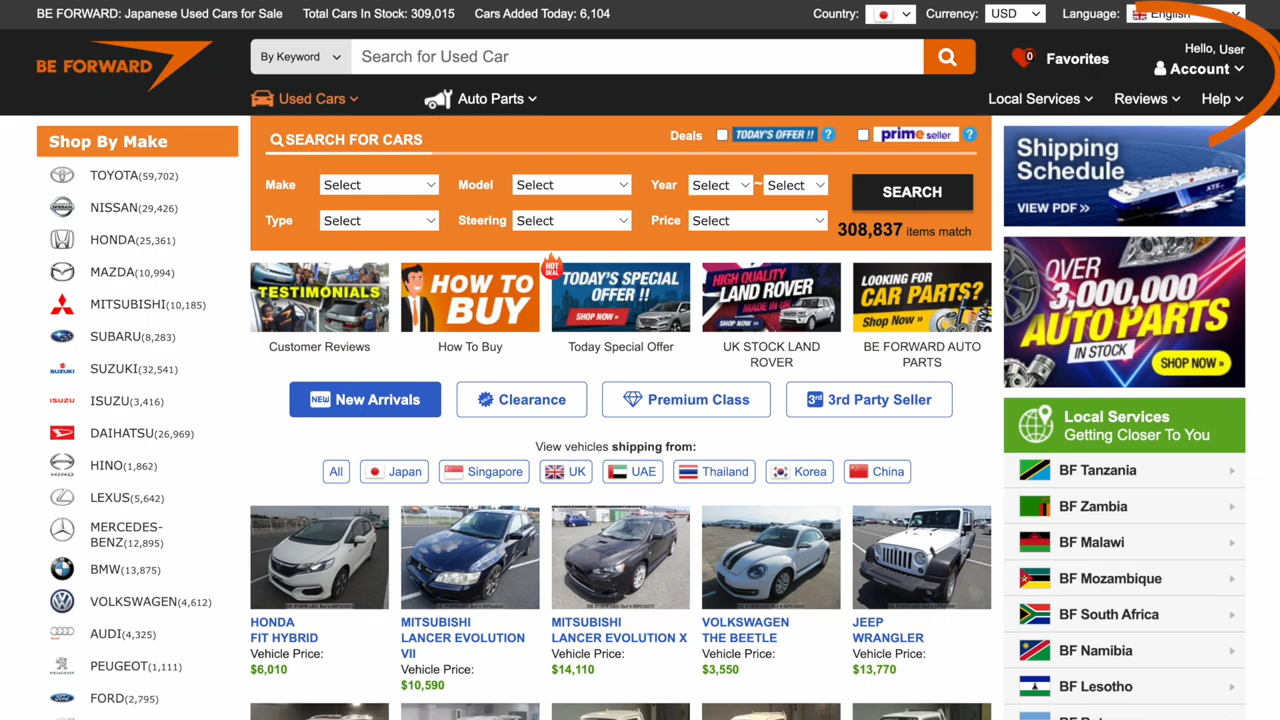 BE FORWARD: Japanese Used Cars for Sale Total Cars In Stock: 309,015 Cars Added Today: 6,104 Country: Currency: USD Language: English
BE FORWARD
By Keyword Search for Used Car
0 Favorites
Hello, User
Account
Used Cars Auto Parts Local Services Reviews Help
Shop By Make
TOYOTA(59,702)
NISSAN(29,426)
HONDA(25,361)
MAZDA(10,994)
MITSUBISHI(10,185)
SUBARU(8,283)
SUZUKI SUZUKI(32,541)
ISUZU ISUZU(3,416)
DAIHATSU(26,969)
HINO(1,862)
LEXUS(5,642)
MERCEDES-
BENZ(12,895)
BMW(13,875)
VOLKSWAGEN(4,612)
AUDI(4,325)
PEUGEOT(1,111)
FORD(2,795)
SEARCH FOR CARS Deals TODAY'S OFFER !! ? prime seller ?
Make Select Model Select Year Select ~ Select SEARCH
Type Select Steering Select Price Select 308,837 items match
TESTIMONIALS
Customer Reviews
HOW TO
BUY
How To Buy
HOT
DEAL
TODAY'S SPECIAL
OFFER !!
SHOP NOW »
Today Special Offer
HIGH QUALITY
LAND ROVER
MADE IN UK
SHOP NOW »
UK STOCK LAND
ROVER
LOOKING FOR
CAR PARTS?
Shop Now »
BE FORWARD AUTO
PARTS
NEW New Arrivals Clearance Premium Class 3rd 3rd Party Seller
View vehicles shipping from:
All Japan Singapore UK UAE Thailand Korea China
HONDA
FIT HYBRID
Vehicle Price:
$6,010
MITSUBISHI
LANCER EVOLUTION
VII
Vehicle Price:
$10,590
MITSUBISHI
LANCER EVOLUTION X
Vehicle Price:
$14,110
VOLKSWAGEN
THE BEETLE
Vehicle Price:
$3,550
JEEP
WRANGLER
Vehicle Price:
$13,770
Shipping
Schedule
VIEW PDF »
OVER
3,000,000
AUTO PARTS
IN STOCK
SHOP NOW »
Local Services
Getting Closer To You
BF Tanzania
BF Zambia
BF Malawi
BF Mozambique
BF South Africa
BF Namibia
BF Lesotho